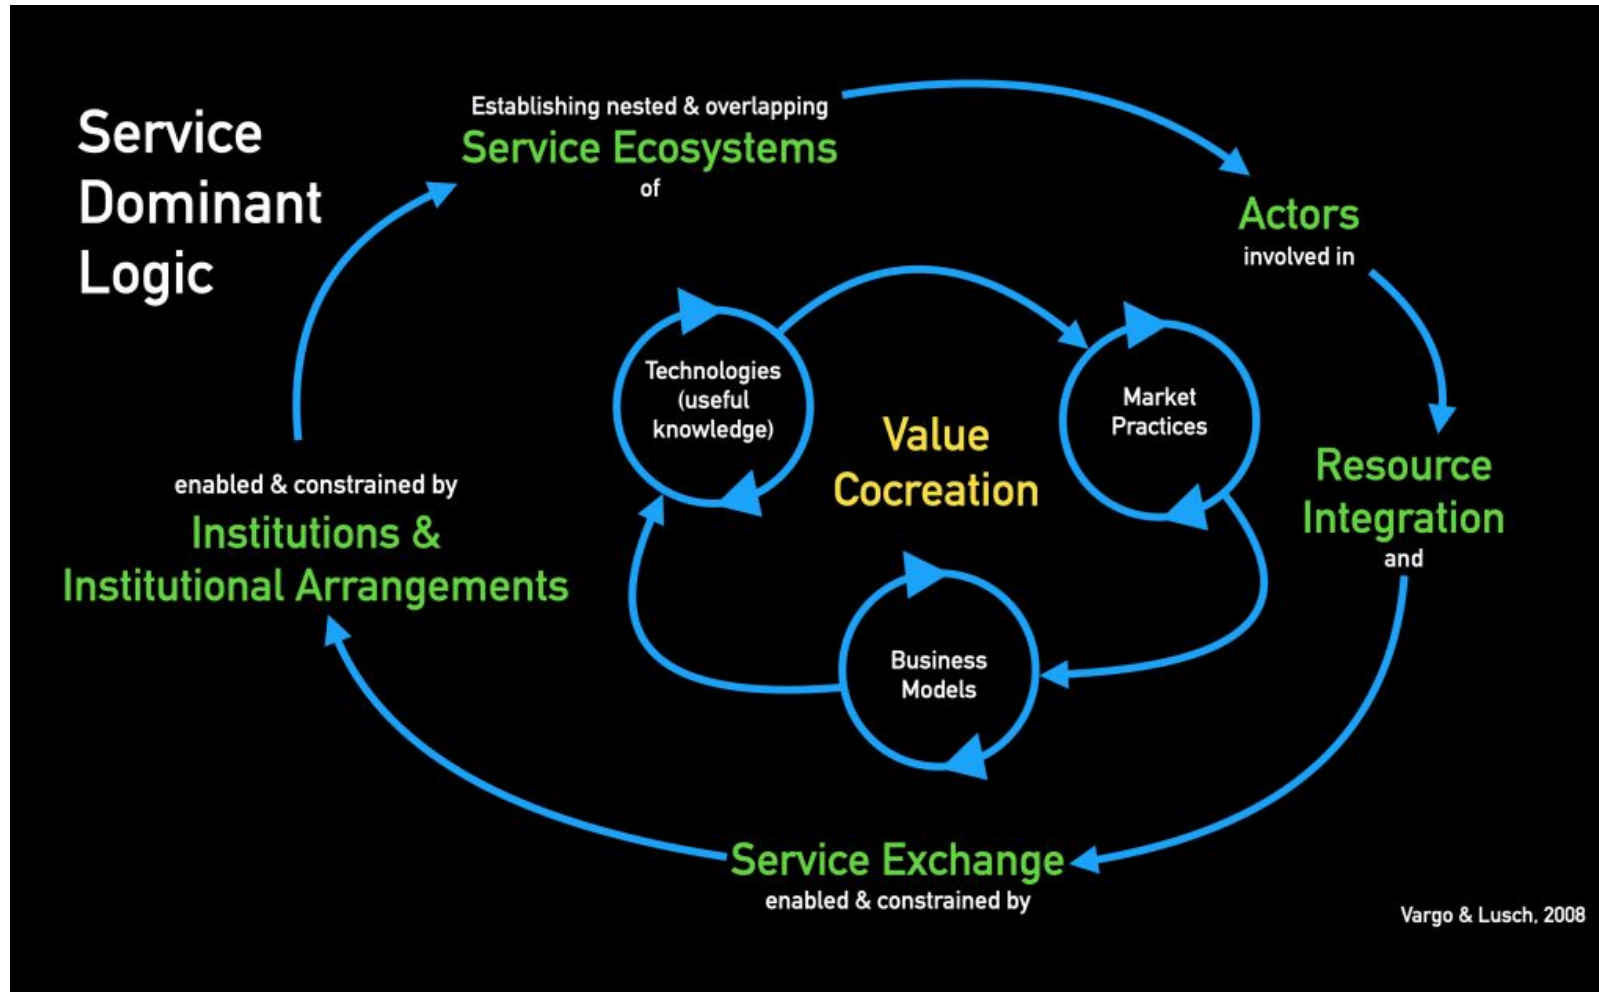 Service
Dominant
Logic
Establishing nested & overlapping
Service Ecosystems
of
Actors
involved in
Resource
Integration
and
Service Exchange
enabled & constrained by
enabled & constrained by
Institutions &
Institutional Arrangements
Technologies
(useful
knowledge)
Market
Practices
Business
Models
Value
Cocreation
Vargo & Lusch, 2008